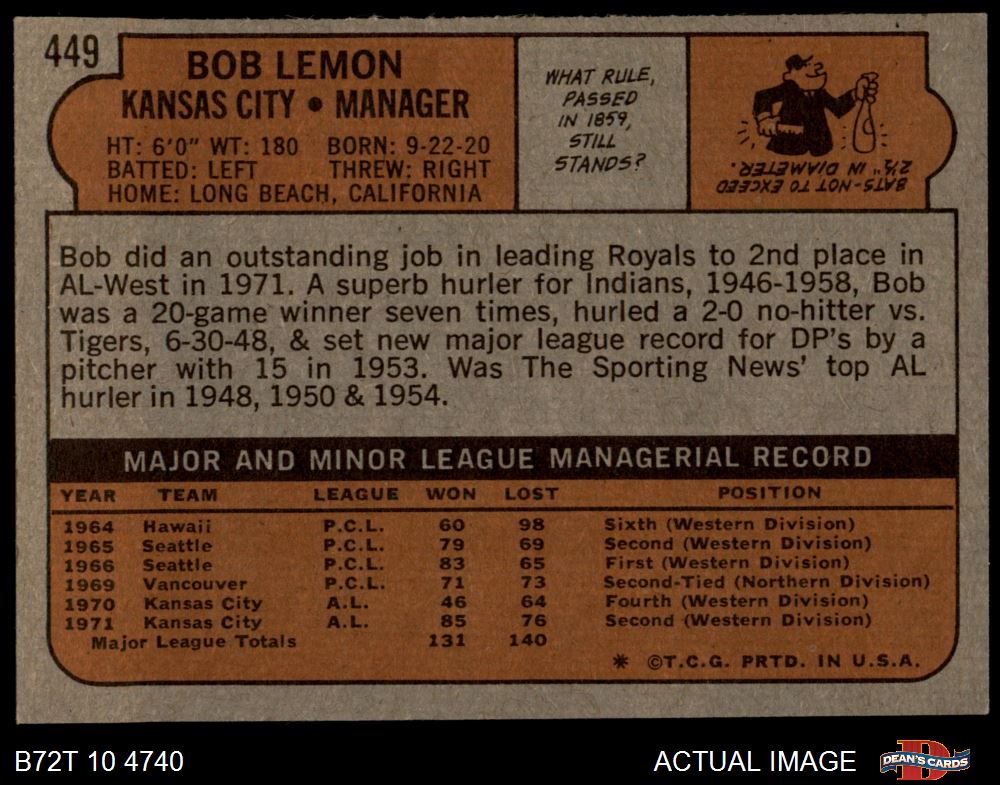 449
BOB LEMON
KANSAS CITY • MANAGER
HT: 6'0" WT: 180 BORN: 9-22-20
BATTED: LEFT THREW: RIGHT
HOME: LONG BEACH, CALIFORNIA
WHAT RULE,
PASSED
IN 1859,
STILL
STANDS?
BATS-NOT TO EXCEED
2½" IN DIAMETER.
Bob did an outstanding job in leading Royals to 2nd place in
AL-West in 1971. A superb hurler for Indians, 1946-1958, Bob
was a 20-game winner seven times, hurled a 2-0 no-hitter vs.
Tigers, 6-30-48, & set new major league record for DP's by a
pitcher with 15 in 1953. Was The Sporting News' top AL
hurler in 1948, 1950 & 1954.
MAJOR AND MINOR LEAGUE MANAGERIAL RECORD
YEAR TEAM LEAGUE WON LOST POSITION
1964 Hawaii P.C.L. 60 98 Sixth (Western Division)
1965 Seattle P.C.L. 79 69 Second (Western Division)
1966 Seattle P.C.L. 83 65 First (Western Division)
1969 Vancouver P.C.L. 71 73 Second-Tied (Northern Division)
1970 Kansas City A.L. 46 64 Fourth (Western Division)
1971 Kansas City A.L. 85 76 Second (Western Division)
Major League Totals 131 140
* ©T.C.G. PRTD. IN U.S.A.
B72T 10 4740 ACTUAL IMAGE
D DEAN'S CARDS